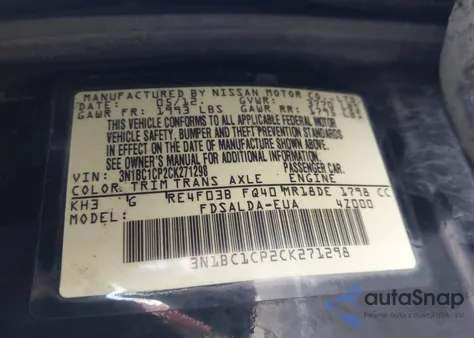 MANUFACTURED BY NISSAN MOTOR CO., LTD.
05/12. GVWR:
GAWR FR: 1993 LBS GAWR RR: LBS
THIS VEHICLE CONFORMS TO ALL APPLICABLE FEDERAL MOTOR
VEHICLE SAFETY, BUMPER AND THEFT PREVENTION STANDARDS
IN EFFECT ON THE DATE OF MANUFACTURE SHOWN ABOVE.
SEE OWNER'S MANUAL FOR ADDITIONAL
VIN: 3N1BC1CP2CK271298 PASSENGER CAR
COLOR: TRIM TRANS AXLE ENGINE
KH3 G RE4F03B FQ40 MR18DE 1798 CC
MODEL: FDSALDA-EUA 4Z000
3N1BC1CP2CK271298
autoSnap